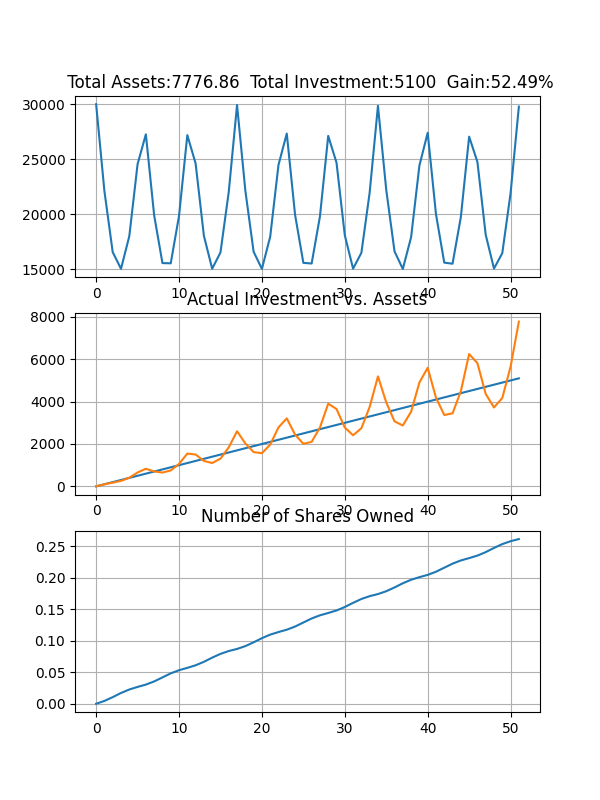 Total Assets:7776.86  Total Investment:5100  Gain:52.49%
30000
25000
20000
15000
0 10 20 30 40 50
Actual Investment vs. Assets
8000
6000
4000
2000
0
0 10 20 30 40 50
Number of Shares Owned
0.25
0.20
0.15
0.10
0.05
0.00
0 10 20 30 40 50